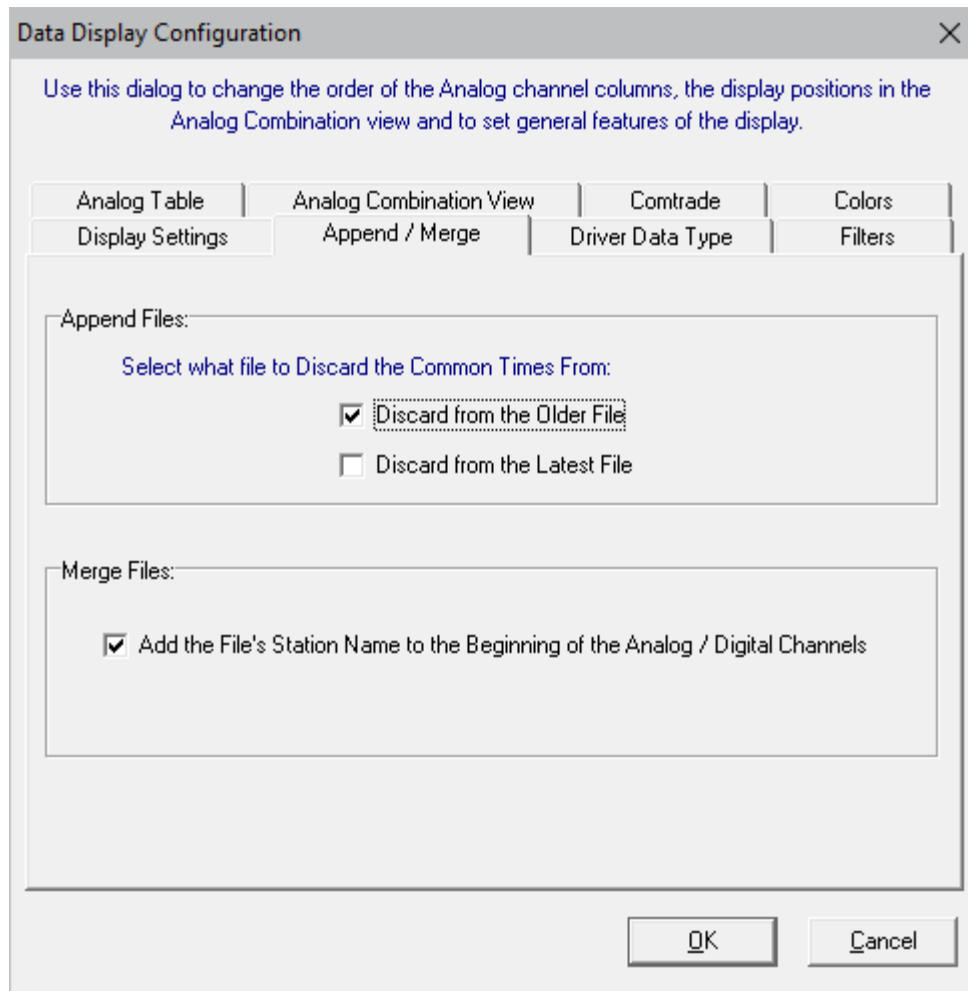 Data Display Configuration
Use this dialog to change the order of the Analog channel columns, the display positions in the
Analog Combination view and to set general features of the display.
Analog Table
Analog Combination View
Comtrade
Colors
Display Settings
Append / Merge
Driver Data Type
Filters
Append Files:
Select what file to Discard the Common Times From:
Discard from the Older File
Discard from the Latest File
Merge Files:
Add the File's Station Name to the Beginning of the Analog / Digital Channels
OK
Cancel